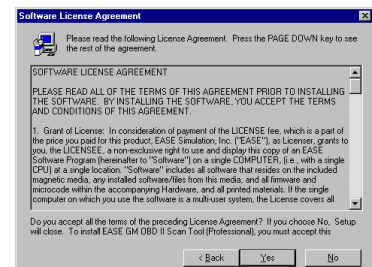 Software License Agreement
Please read the following License Agreement. Press the PAGE DOWN key to see
the rest of the agreement.
SOFTWARE LICENSE AGREEMENT
PLEASE READ ALL OF THE TERMS OF THIS AGREEMENT PRIOR TO INSTALLING
THE SOFTWARE. BY INSTALLING THE SOFTWARE, YOU ACCEPT THE TERMS
AND CONDITIONS OF THIS AGREEMENT.
1. Grant of License: In consideration of payment of the LICENSE fee, which is a part of
the price you paid for this product, EASE Simulation, Inc. ("EASE"), as Licenser, grants to
you, the LICENSEE, a non-exclusive right to use and display this copy of an EASE
Software Program (hereinafter to "Software") on a single COMPUTER, (i.e., with a single
CPU) at a single location. "Software" includes all software that resides on the included
magnetic media, any installed software/files from this media, and all firmware and
microcode within the accompanying Hardware, and all printed materials. If the single
computer on which you use the software is a multi-user system, the License covers all
Do you accept all the terms of the preceding License Agreement? If you choose No, Setup
will close. To install EASE GM OBD II Scan Tool (Professional), you must accept this
< Back
Yes
No